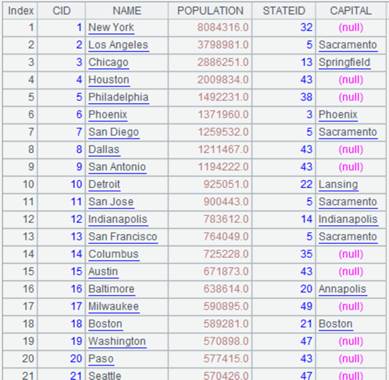 Index CID NAME POPULATION STATEID CAPITAL
1 1 New York 8084316.0 32 (null)
2 2 Los Angeles 3798981.0 5 Sacramento
3 3 Chicago 2886251.0 13 Springfield
4 4 Houston 2009834.0 43 (null)
5 5 Philadelphia 1492231.0 38 (null)
6 6 Phoenix 1371960.0 3 Phoenix
7 7 San Diego 1259532.0 5 Sacramento
8 8 Dallas 1211467.0 43 (null)
9 9 San Antonio 1194222.0 43 (null)
10 10 Detroit 925051.0 22 Lansing
11 11 San Jose 900443.0 5 Sacramento
12 12 Indianapolis 783612.0 14 Indianapolis
13 13 San Francisco 764049.0 5 Sacramento
14 14 Columbus 725228.0 35 (null)
15 15 Austin 671873.0 43 (null)
16 16 Baltimore 638614.0 20 Annapolis
17 17 Milwaukee 590895.0 49 (null)
18 18 Boston 589281.0 21 Boston
19 19 Washington 570898.0 47 (null)
20 20 Paso 577415.0 43 (null)
21 21 Seattle 570426.0 47 (null)